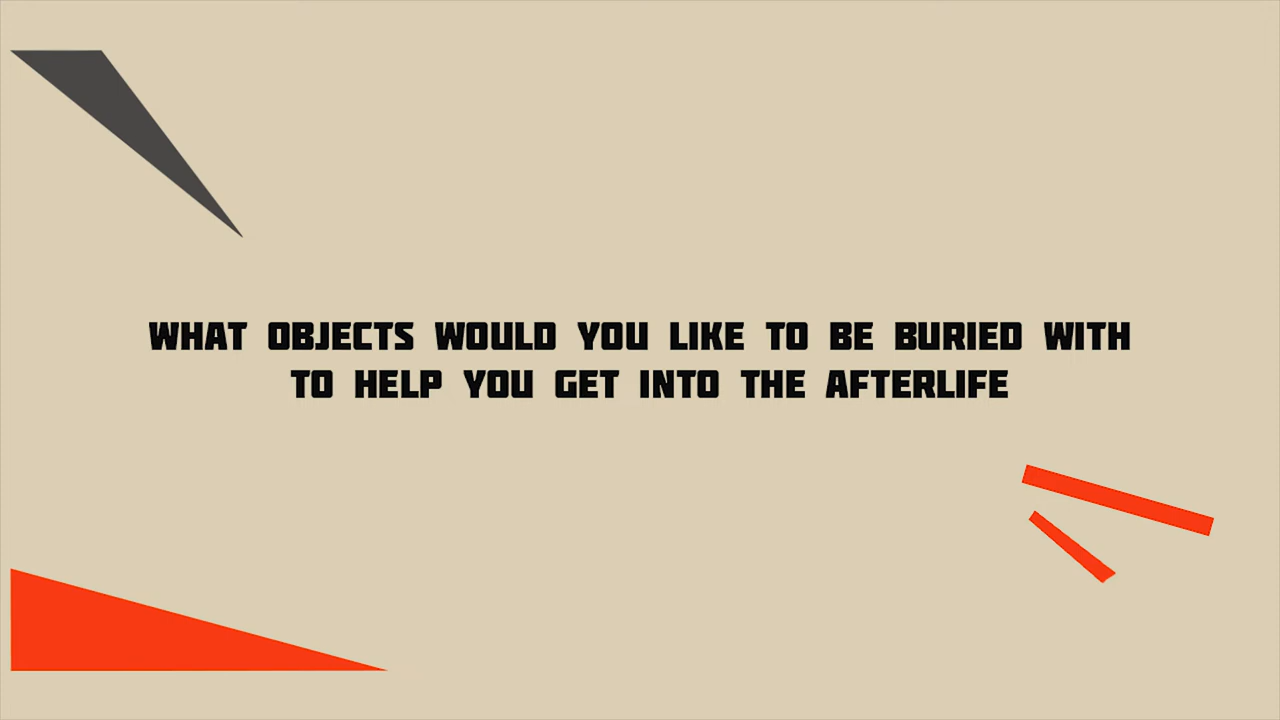 WHAT OBJECTS WOULD YOU LIKE TO BE BURIED WITH
TO HELP YOU GET INTO THE AFTERLIFE